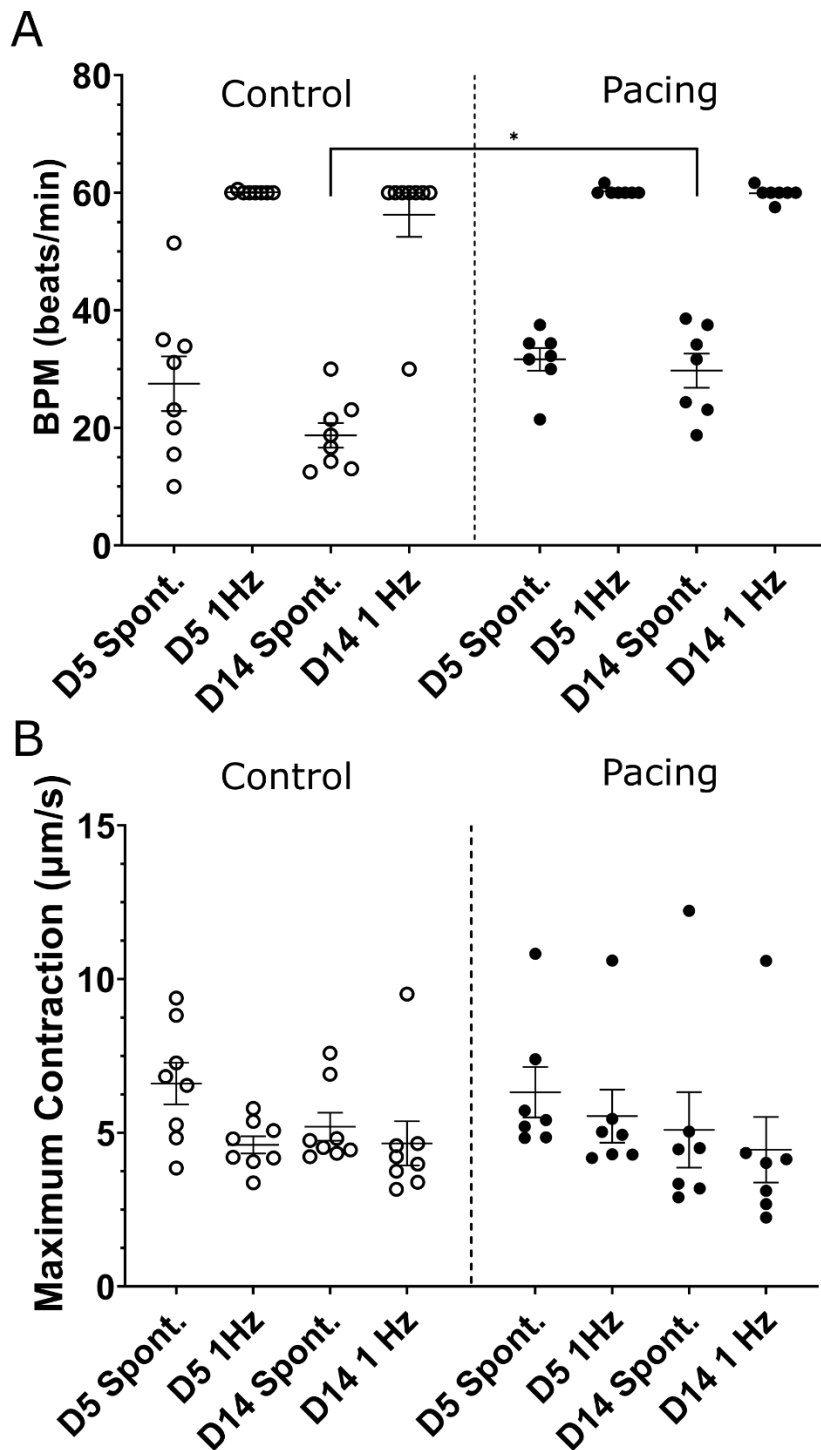 A
Control
Pacing
*
80
60
40
20
0
BPM (beats/min)
D5 Spont.
D5 1Hz
D14 Spont.
D14 1 Hz
D5 Spont.
D5 1Hz
D14 Spont.
D14 1 Hz
B
Control
Pacing
15
10
5
0
Maximum Contraction (µm/s)
D5 Spont.
D5 1Hz
D14 Spont.
D14 1 Hz
D5 Spont.
D5 1Hz
D14 Spont.
D14 1 Hz